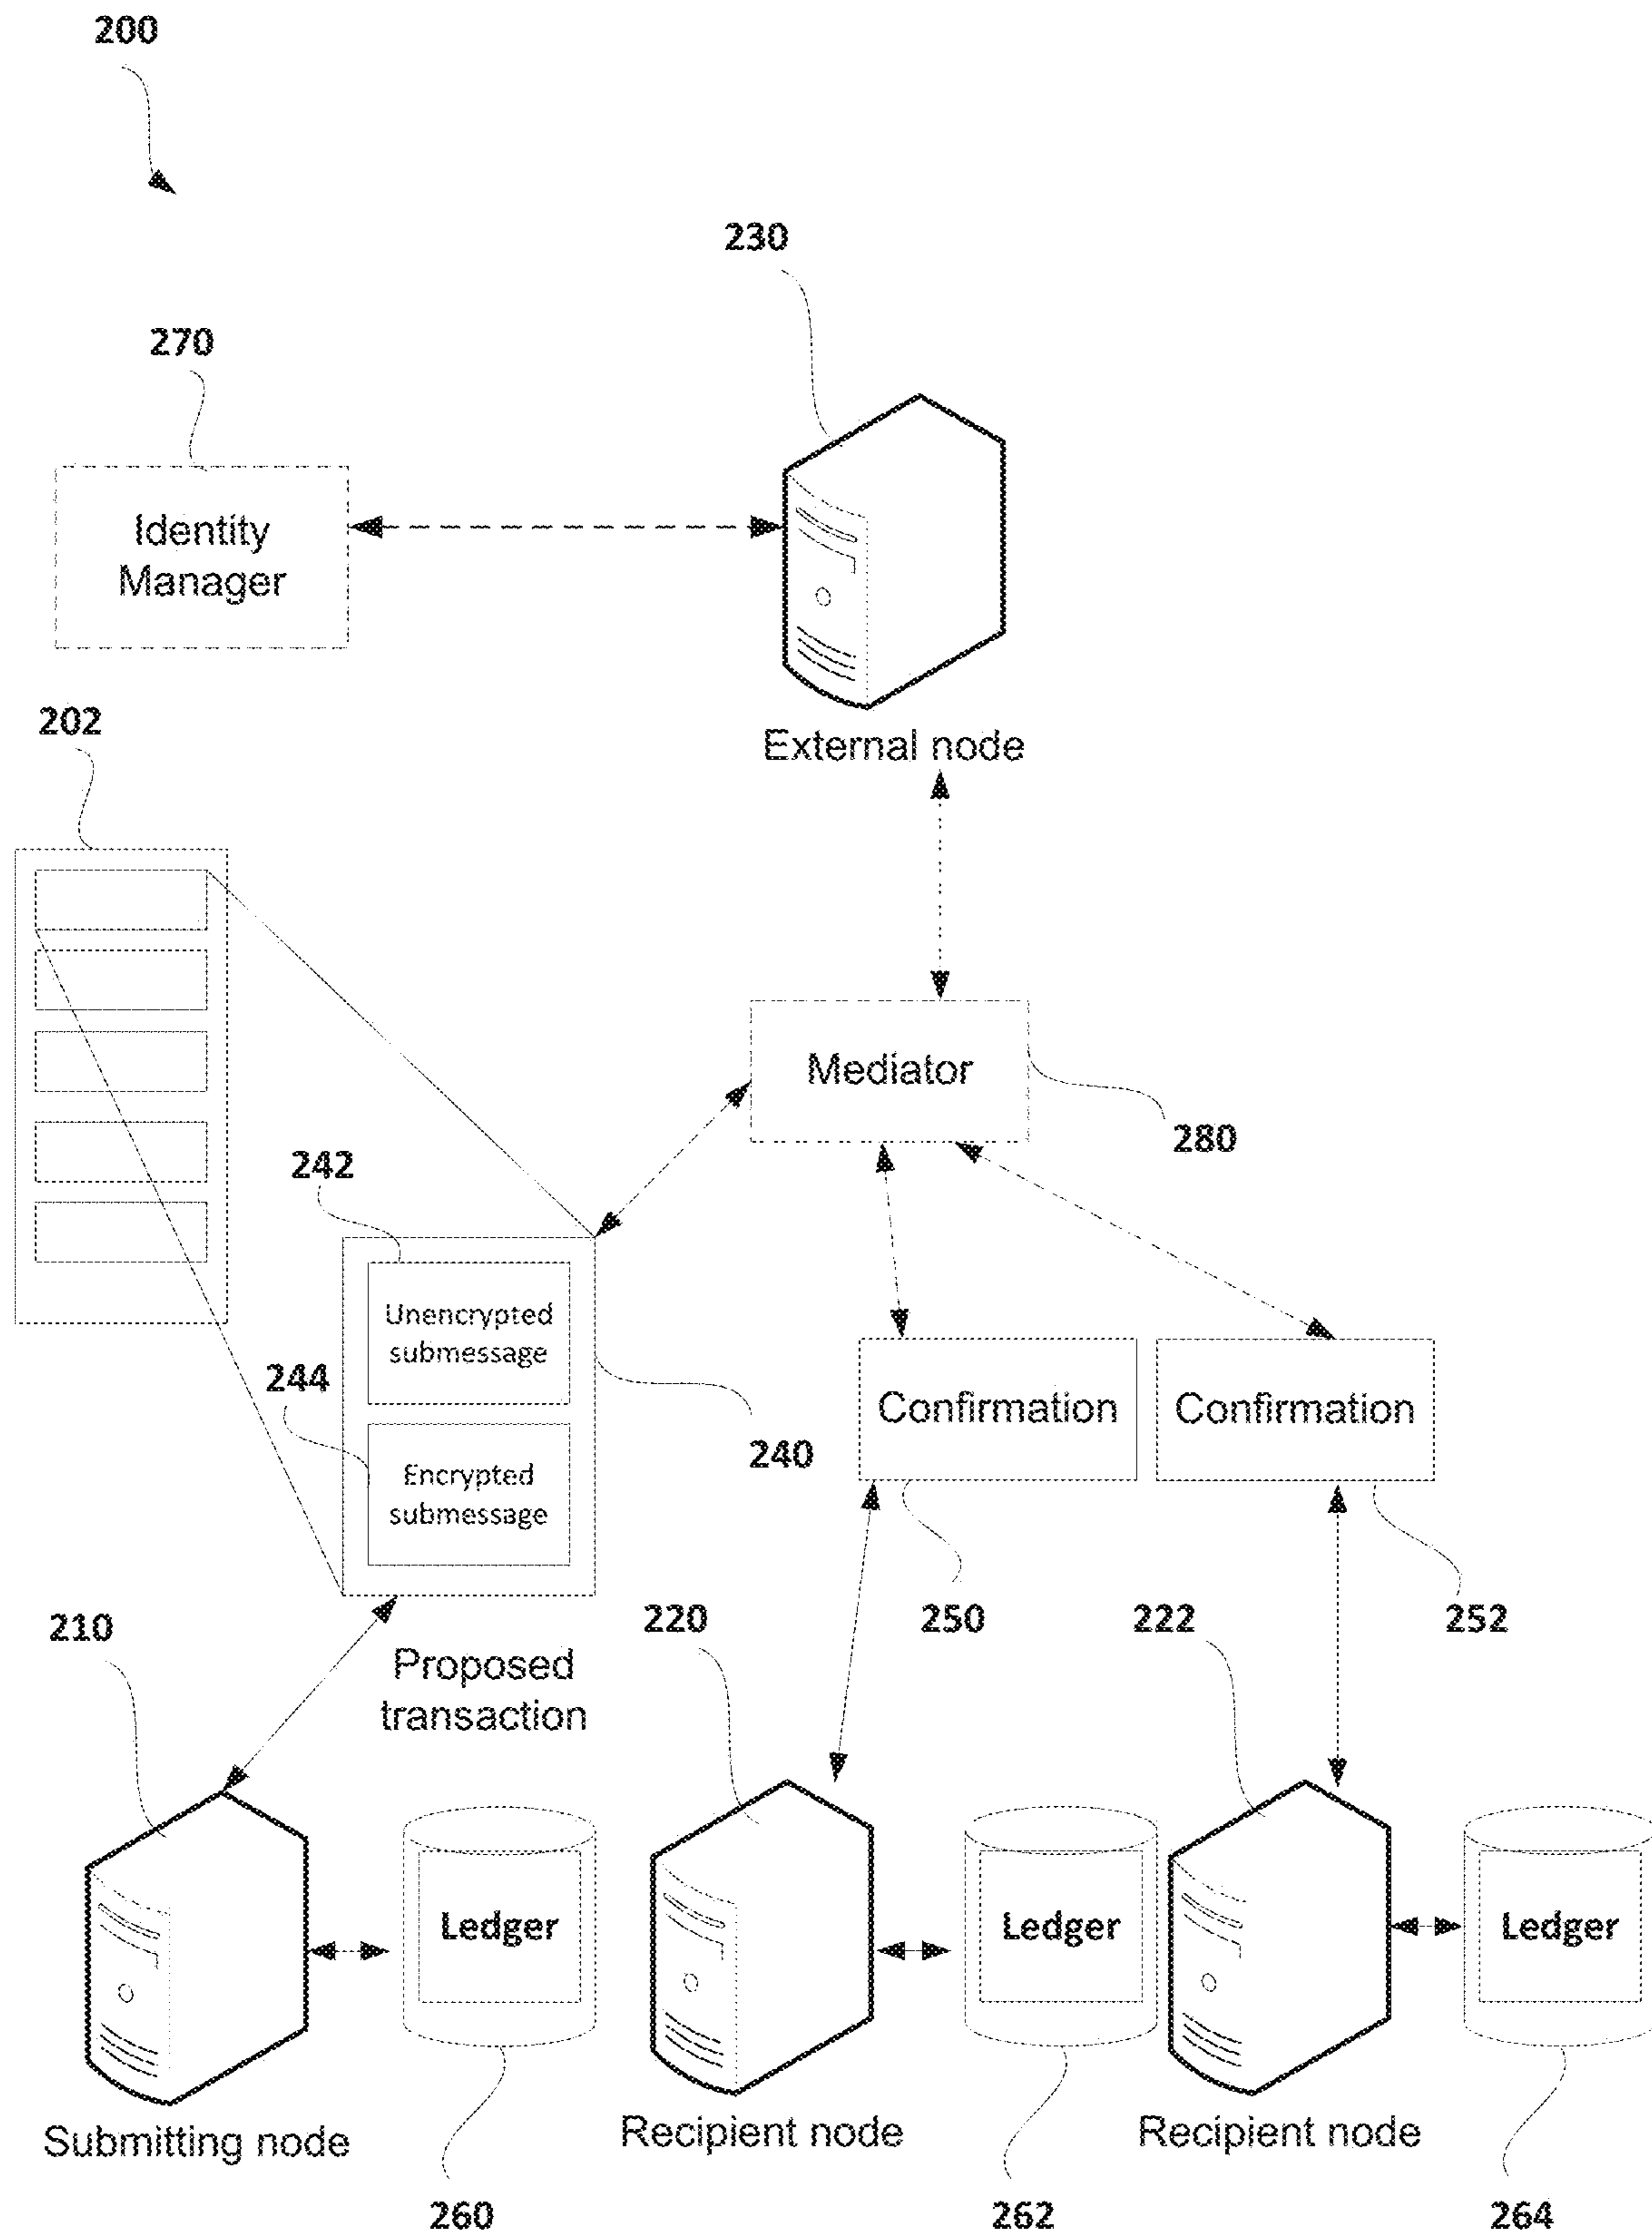 200
230
270
Identity
Manager
External node
202
Mediator
280
242
Unencrypted
submessage
244
Encrypted
submessage
240
Confirmation
Confirmation
250
252
210
220
222
Proposed
transaction
Ledger
Ledger
Ledger
Submitting node
Recipient node
Recipient node
260
262
264